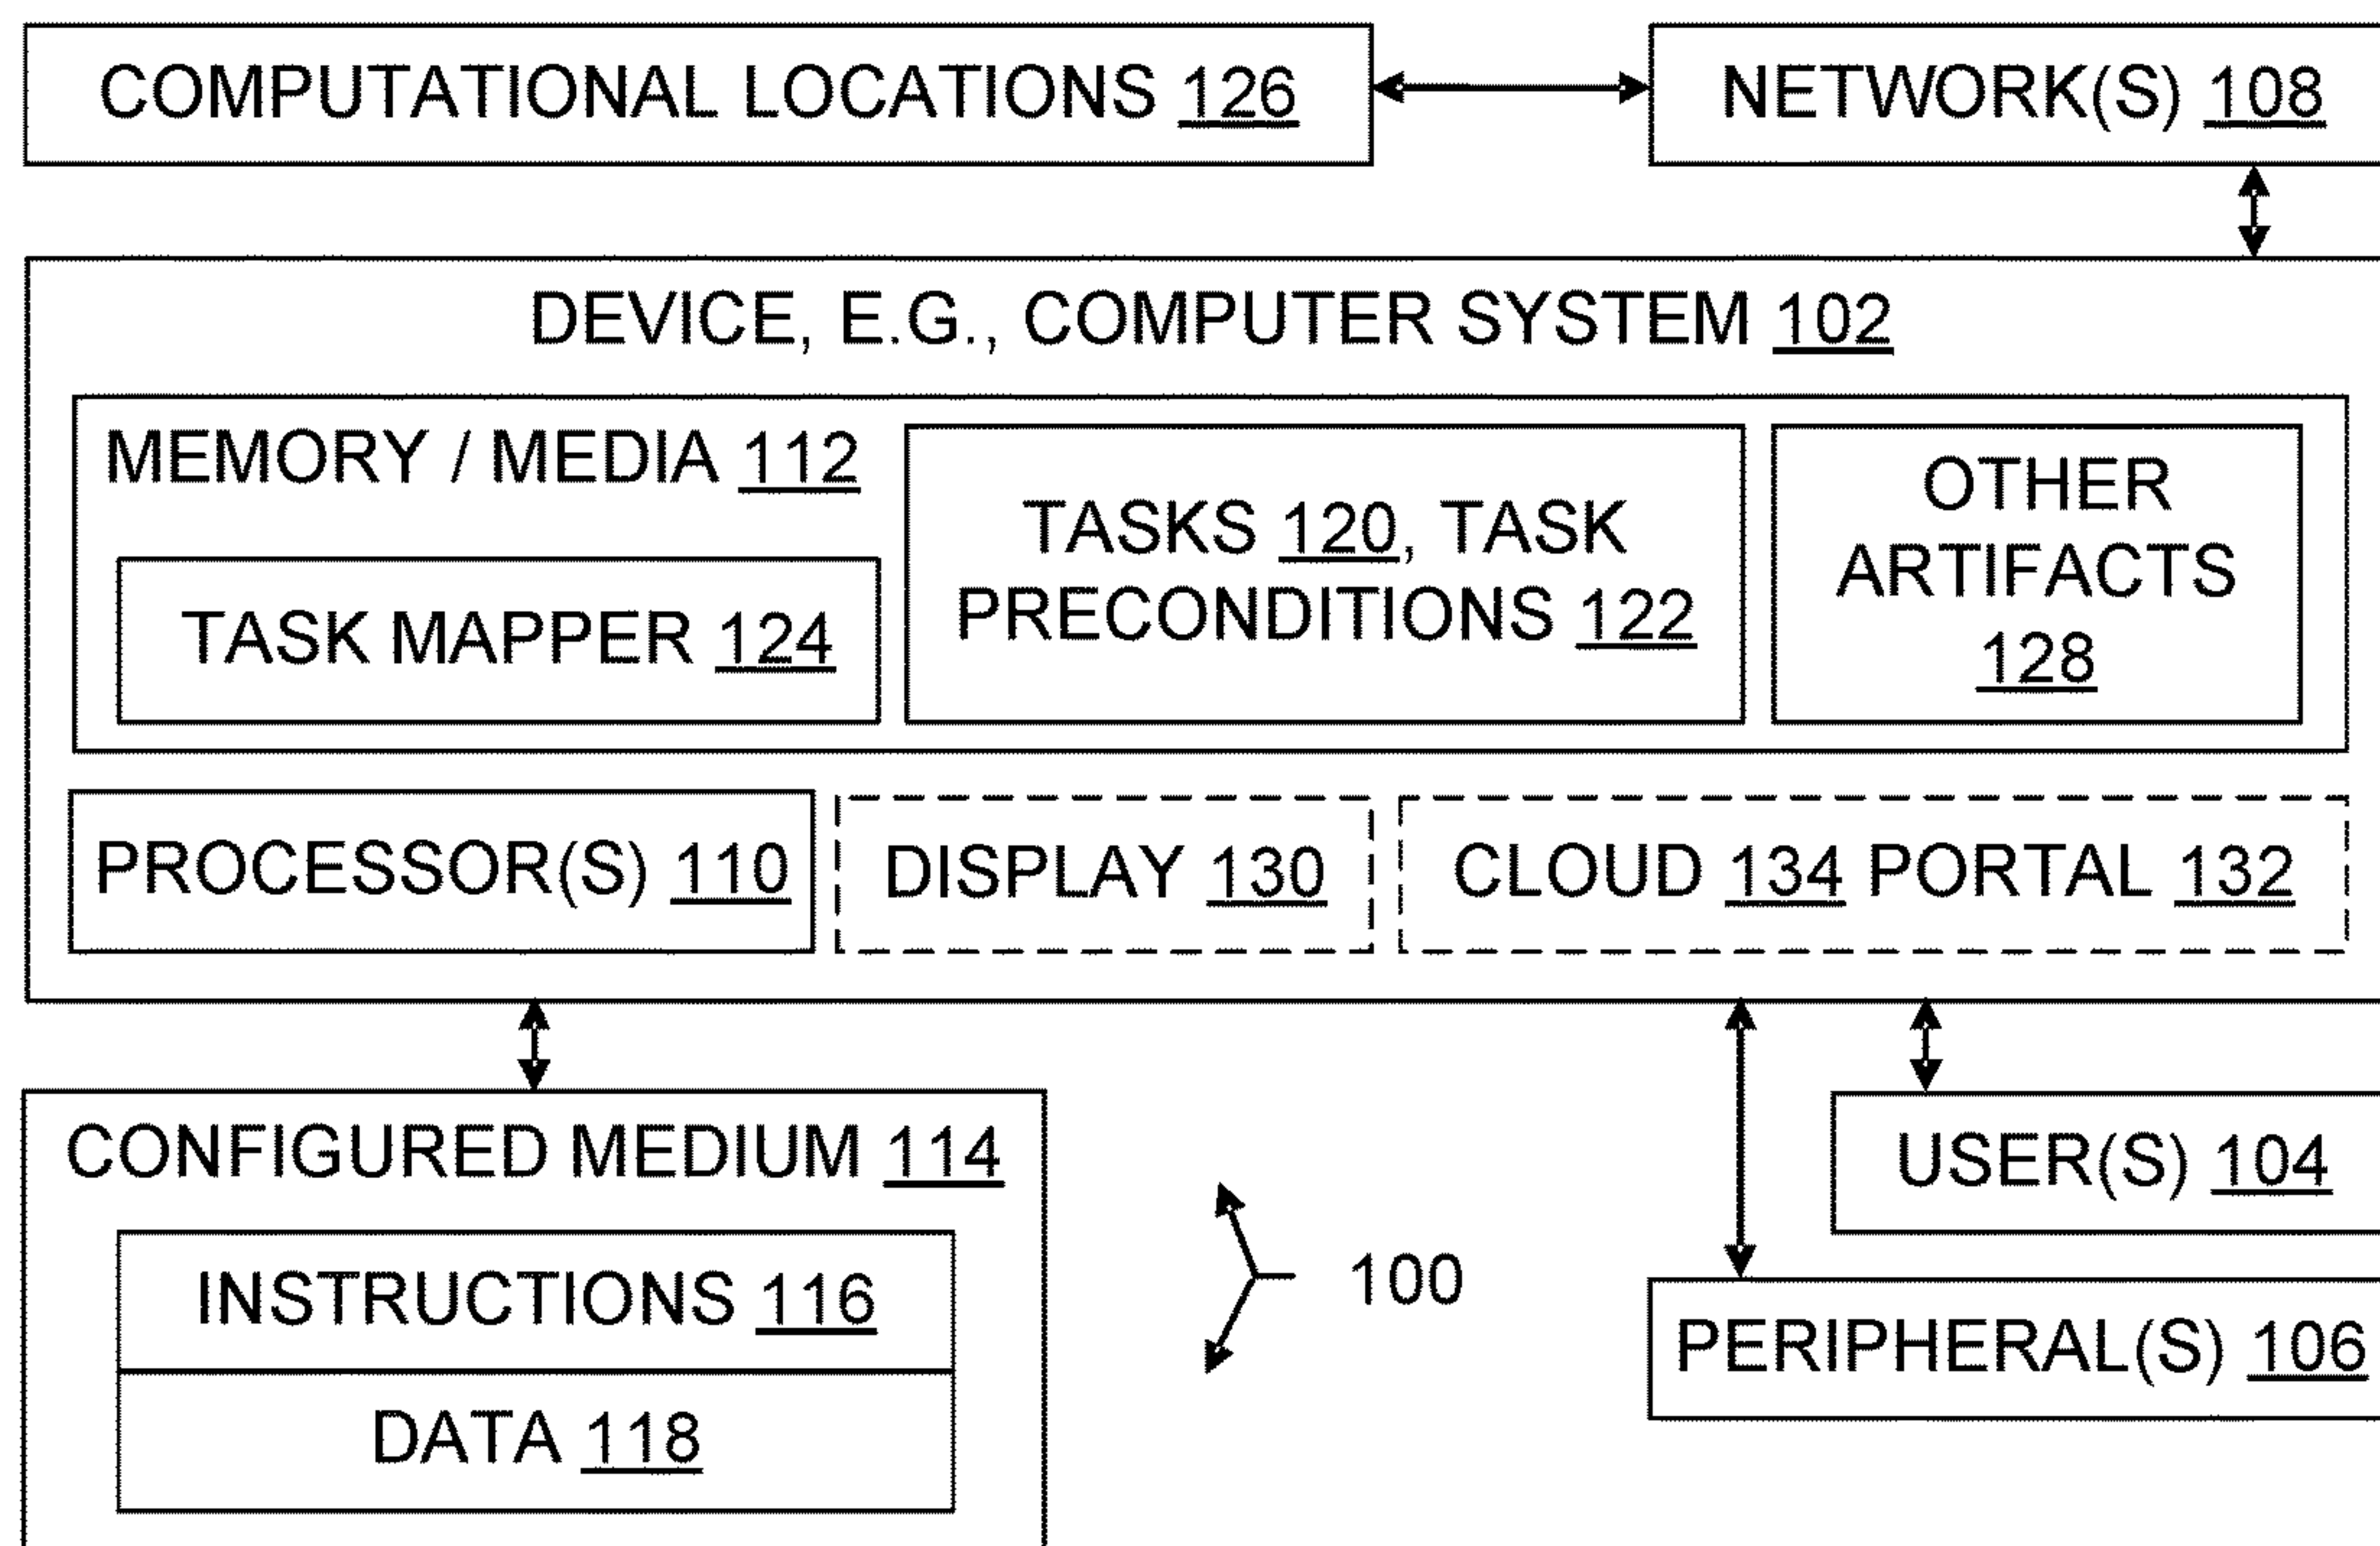 COMPUTATIONAL LOCATIONS 126
NETWORK(S) 108
DEVICE, E.G., COMPUTER SYSTEM 102
MEMORY / MEDIA 112
TASK MAPPER 124
TASKS 120, TASK
PRECONDITIONS 122
OTHER
ARTIFACTS
128
PROCESSOR(S) 110
DISPLAY 130
CLOUD 134 PORTAL 132
CONFIGURED MEDIUM 114
INSTRUCTIONS 116
DATA 118
100
USER(S) 104
PERIPHERAL(S) 106